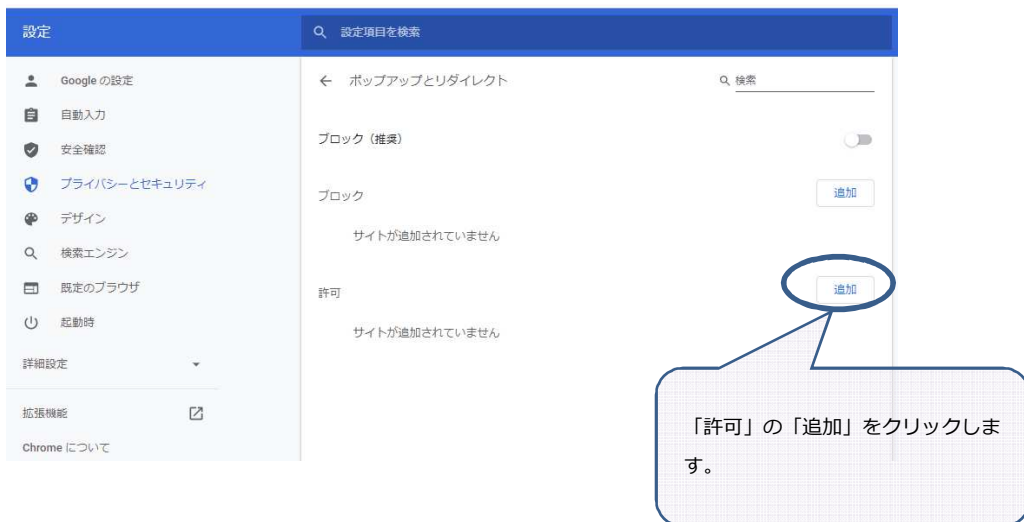 設定
設定項目を検索
Google の設定
自動入力
安全確認
プライバシーとセキュリティ
デザイン
検索エンジン
既定のブラウザ
起動時
詳細設定
拡張機能
Chrome について
ポップアップとリダイレクト
検索
ブロック（推奨）
ブロック
追加
サイトが追加されていません
許可
追加
サイトが追加されていません
「許可」の「追加」をクリックしま
す。